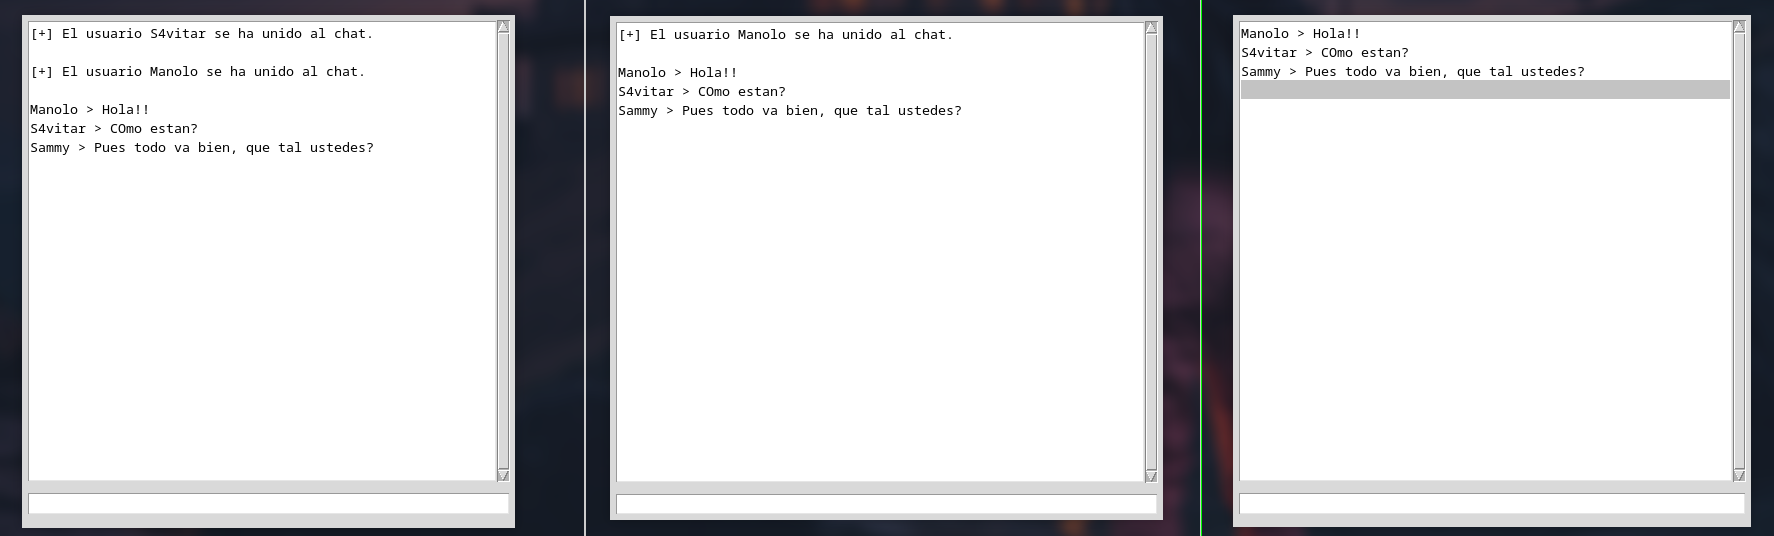 [+] El usuario S4vitar se ha unido al chat.
[+] El usuario Manolo se ha unido al chat.
Manolo > Hola!!
S4vitar > COmo estan?
Sammy > Pues todo va bien, que tal ustedes?
[+] El usuario Manolo se ha unido al chat.
Manolo > Hola!!
S4vitar > COmo estan?
Sammy > Pues todo va bien, que tal ustedes?
Manolo > Hola!!
S4vitar > COmo estan?
Sammy > Pues todo va bien, que tal ustedes?